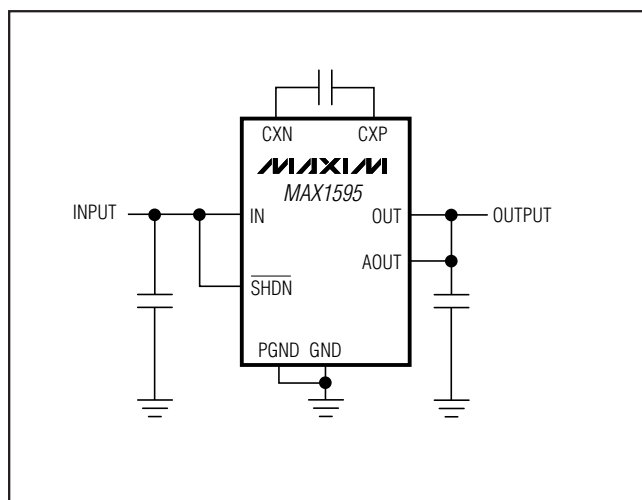 CXN CXP
MAXIM
MAX1595
INPUT IN OUT OUTPUT
AOUT
SHDN
PGND GND